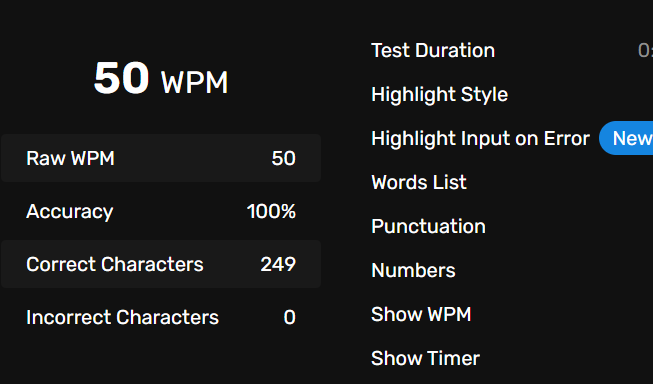 50 WPM
Raw WPM 50
Accuracy 100%
Correct Characters 249
Incorrect Characters 0
Test Duration 0:
Highlight Style
Highlight Input on Error New
Words List
Punctuation
Numbers
Show WPM
Show Timer